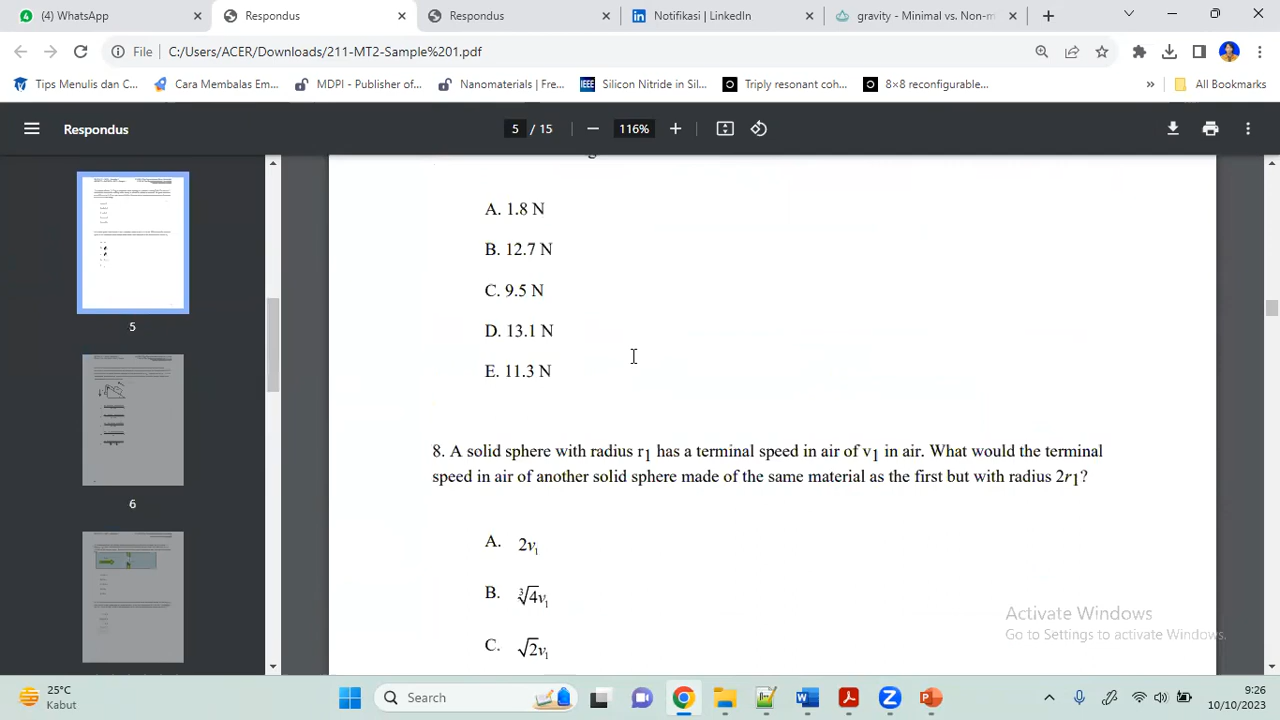 (4) WhatsApp
Respondus
Respondus
Notifikasi | LinkedIn
gravity - Minimal vs. Non-m
File C:/Users/ACER/Downloads/211-MT2-Sample%201.pdf
Tips Menulis dan C...
Cara Membalas Em...
MDPI - Publisher of...
Nanomaterials | Fre...
IEEE Silicon Nitride in Sil...
Triply resonant coh...
8×8 reconfigurable...
»
All Bookmarks
Respondus
5 / 15
116%
A. 1.8 N
B. 12.7 N
C. 9.5 N
D. 13.1 N
E. 11.3 N
8. A solid sphere with radius r1 has a terminal speed in air of v1 in air. What would the terminal
speed in air of another solid sphere made of the same material as the first but with radius 2r1?
A. 2v1
B. ∛4v1
C. √2v1
5
6
Activate Windows
Go to Settings to activate Windows.
25°C
Kabut
Search
9:26
10/10/2023